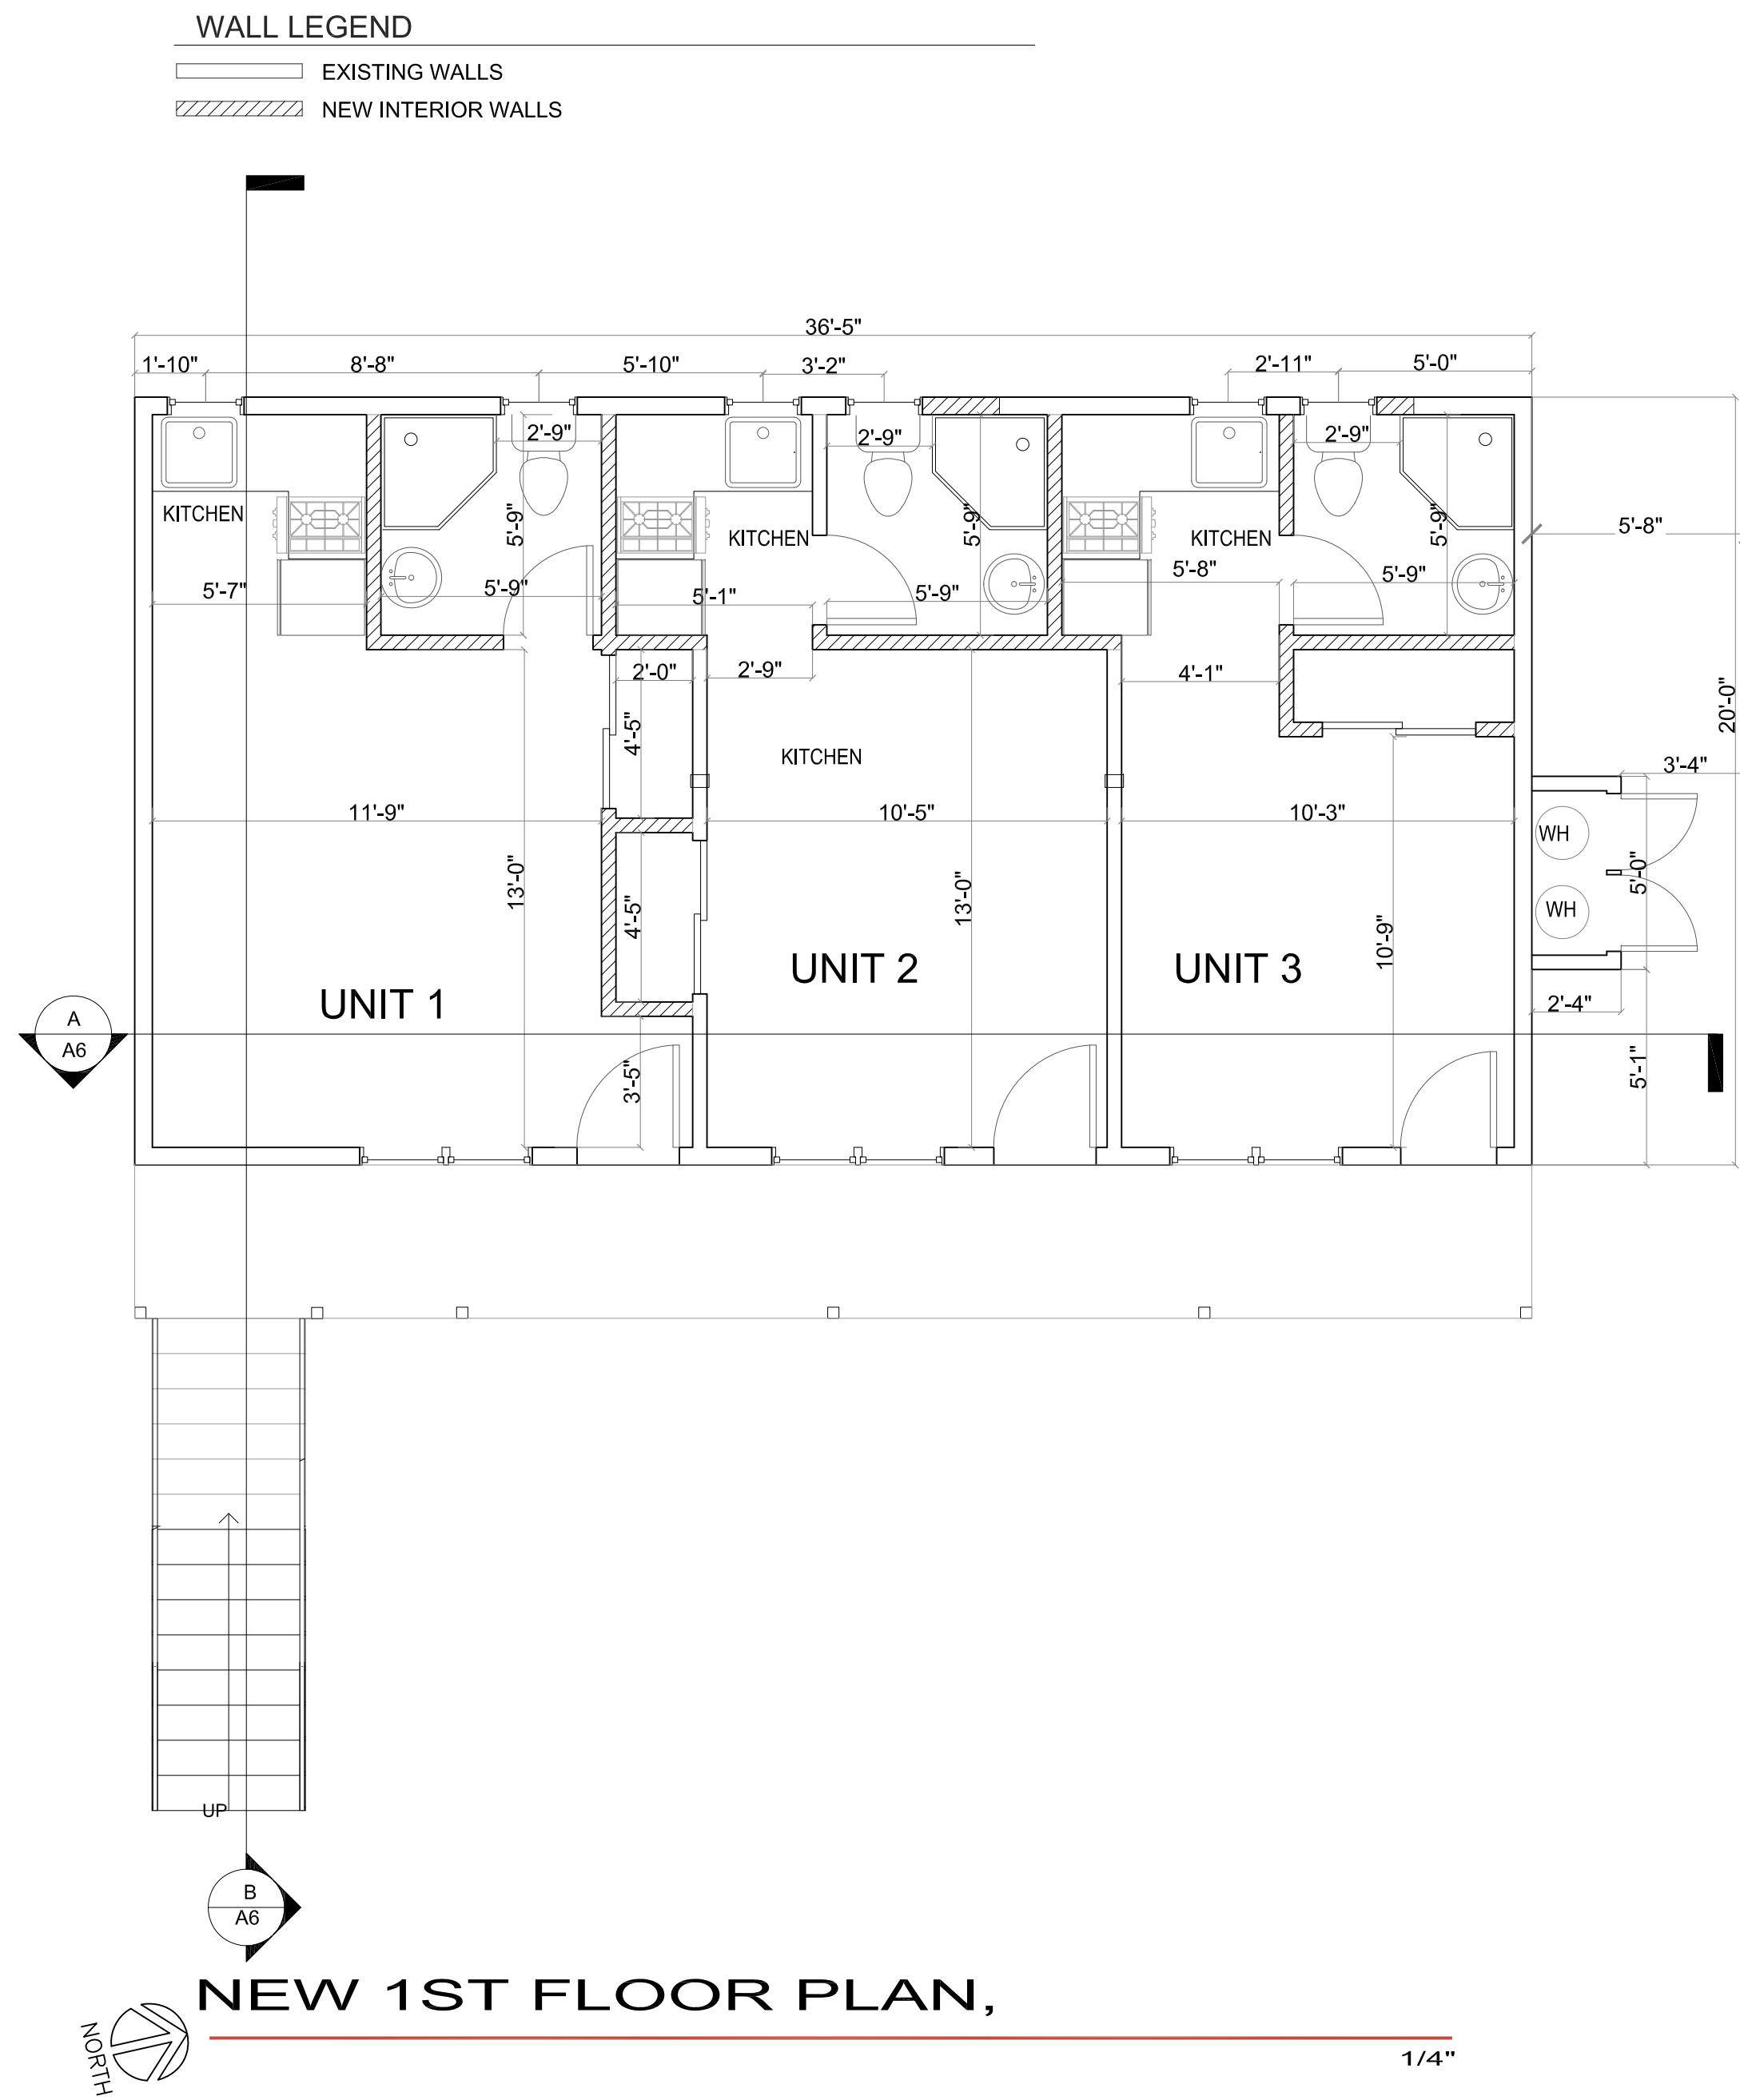 WALL LEGEND
EXISTING WALLS
NEW INTERIOR WALLS
36'-5"
1'-10"
8'-8"
5'-10"
3'-2"
2'-11"
5'-0"
2'-9"
2'-9"
2'-9"
KITCHEN
5'-9"
KITCHEN
5'-9"
KITCHEN
5'-9"
5'-8"
5'-7"
5'-9"
5'-1"
5'-9"
5'-8"
5'-9"
2'-0"
2'-9"
4'-1"
20'-0"
4'-5"
KITCHEN
3'-4"
11'-9"
10'-5"
10'-3"
WH
13'-0"
4'-5"
13'-0"
10'-9"
5'-0"
WH
UNIT 1
UNIT 2
UNIT 3
2'-4"
A
A6
3'-5"
5'-1"
UP
B
A6
NEW 1ST FLOOR PLAN,
NORTH
1/4"